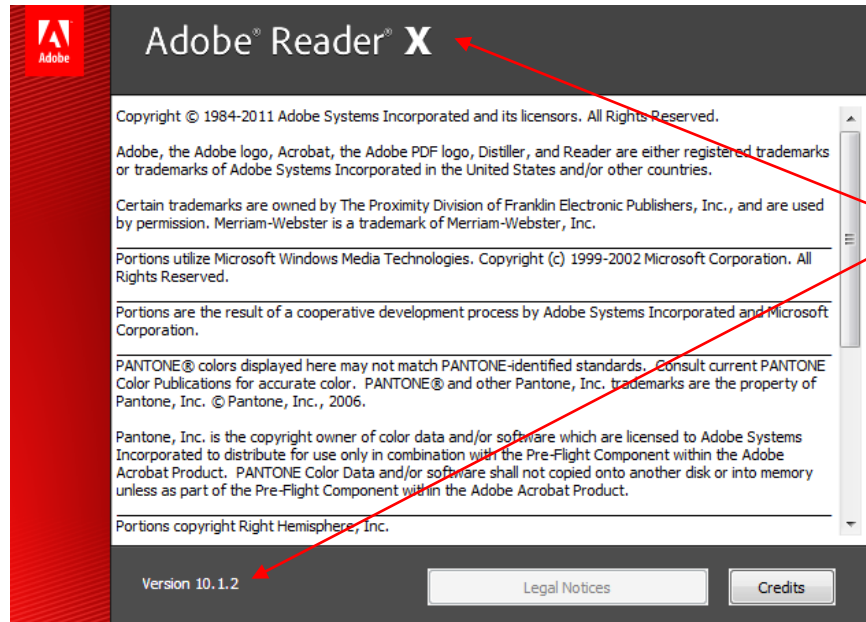 Adobe
Adobe® Reader® X
Copyright © 1984-2011 Adobe Systems Incorporated and its licensors. All Rights Reserved.
Adobe, the Adobe logo, Acrobat, the Adobe PDF logo, Distiller, and Reader are either registered trademarks
or trademarks of Adobe Systems Incorporated in the United States and/or other countries.
Certain trademarks are owned by The Proximity Division of Franklin Electronic Publishers, Inc., and are used
by permission. Merriam-Webster is a trademark of Merriam-Webster, Inc.
Portions utilize Microsoft Windows Media Technologies. Copyright (c) 1999-2002 Microsoft Corporation. All
Rights Reserved.
Portions are the result of a cooperative development process by Adobe Systems Incorporated and Microsoft
Corporation.
PANTONE® colors displayed here may not match PANTONE-identified standards. Consult current PANTONE
Color Publications for accurate color. PANTONE® and other Pantone, Inc. trademarks are the property of
Pantone, Inc. © Pantone, Inc., 2006.
Pantone, Inc. is the copyright owner of color data and/or software which are licensed to Adobe Systems
Incorporated to distribute for use only in combination with the Pre-Flight Component within the Adobe
Acrobat Product. PANTONE Color Data and/or software shall not copied onto another disk or into memory
unless as part of the Pre-Flight Component within the Adobe Acrobat Product.
Portions copyright Right Hemisphere, Inc.
Version 10.1.2
Legal Notices
Credits